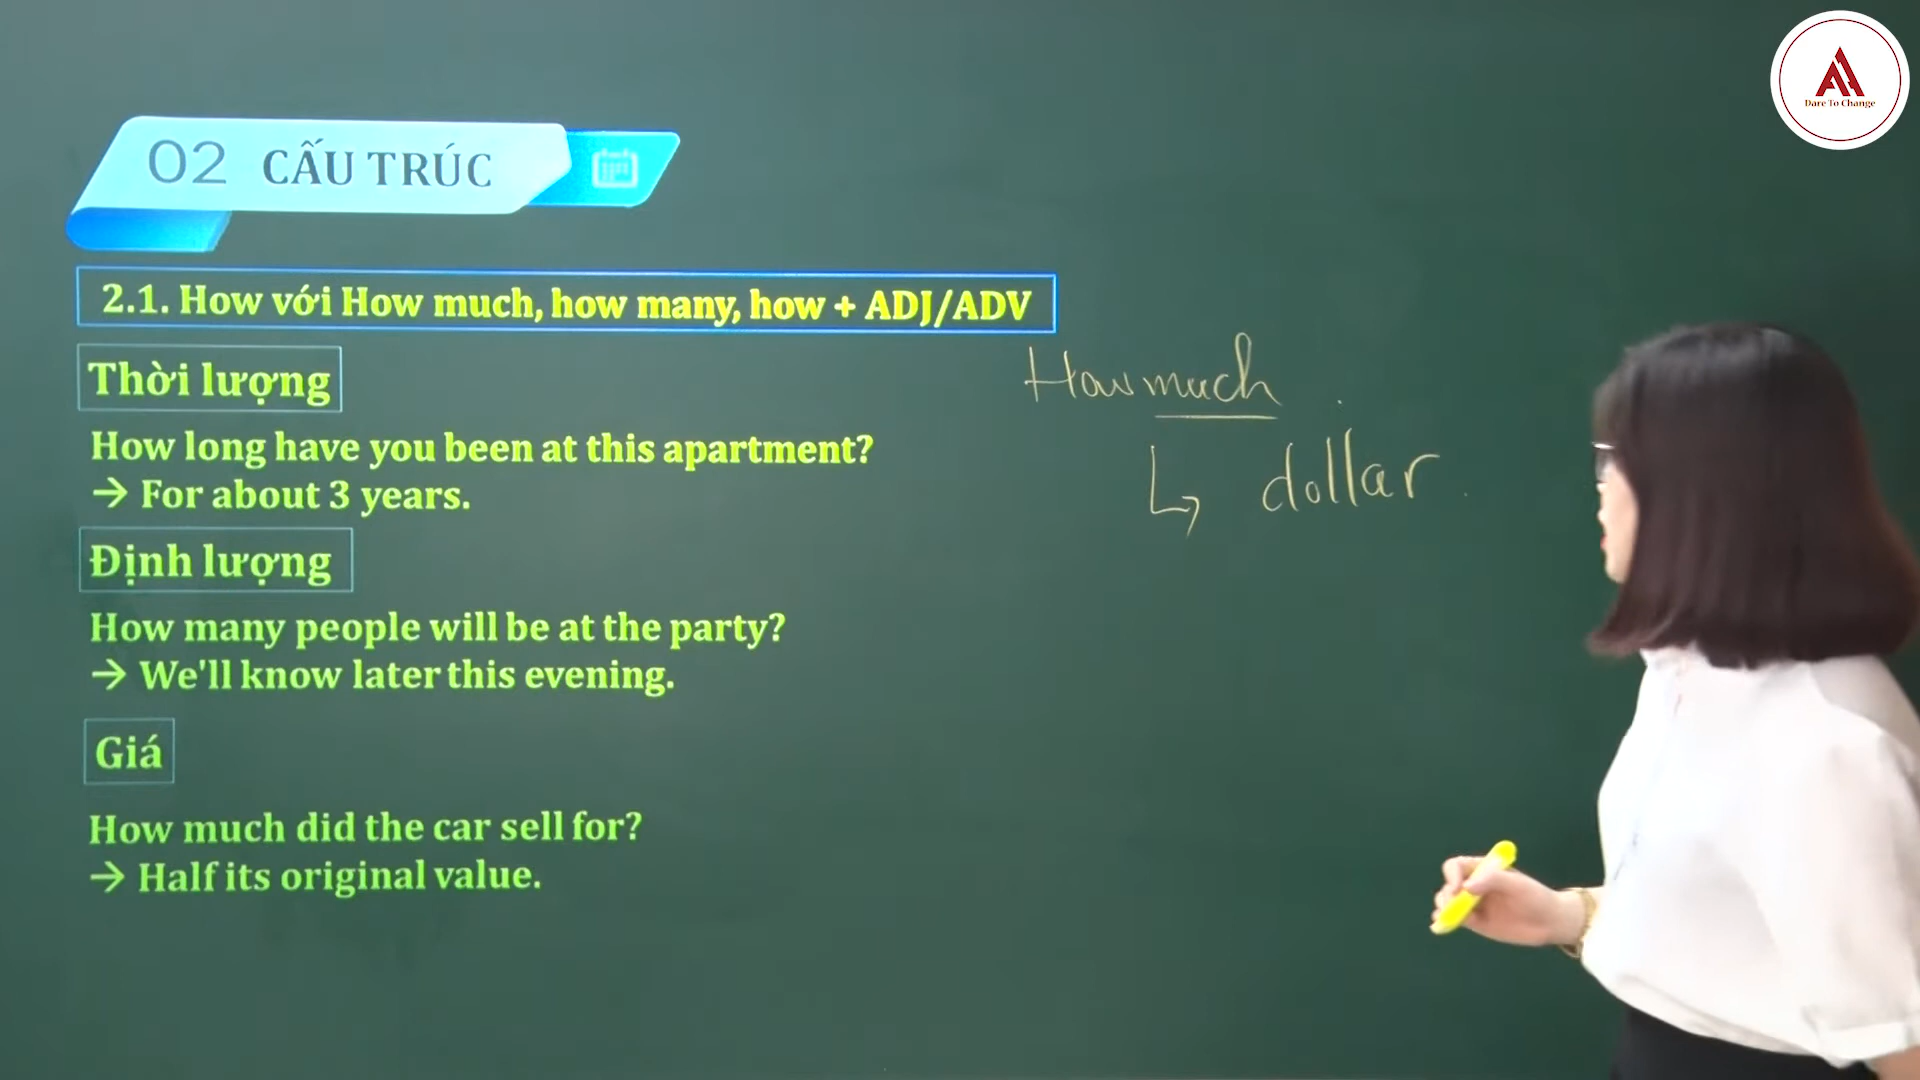 Dare To Change
02 CẤU TRÚC
2.1. How với How much, how many, how + ADJ/ADV
Thời lượng
How long have you been at this apartment?
→ For about 3 years.
Định lượng
How many people will be at the party?
→ We'll know later this evening.
Giá
How much did the car sell for?
→ Half its original value.
How much
↳ dollar